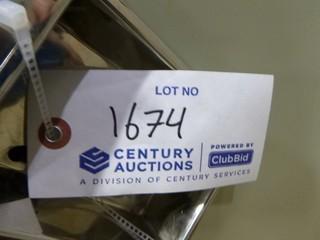 LOT NO
1674
CENTURY AUCTIONS
POWERED BY
ClubBid
A DIVISION OF CENTURY SERVICES